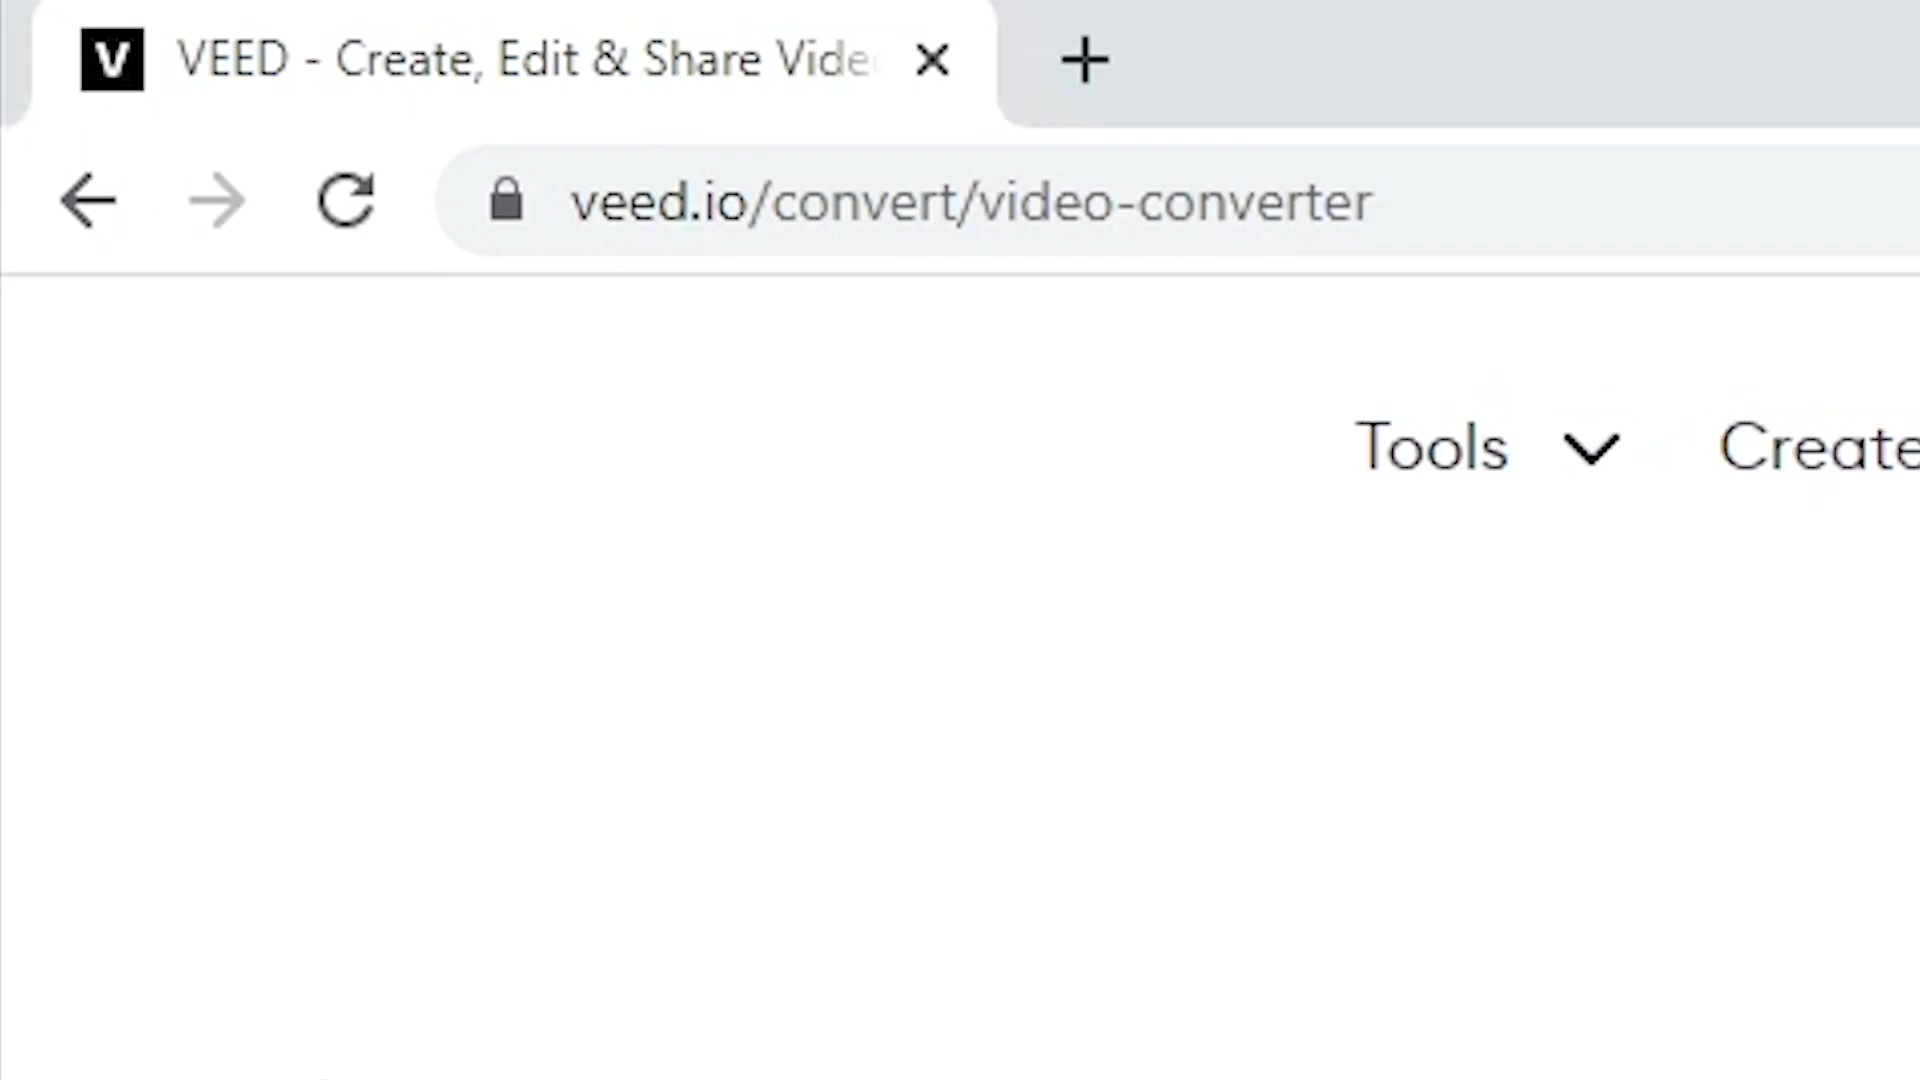 V VEED - Create, Edit & Share Vide
veed.io/convert/video-converter
Tools Create